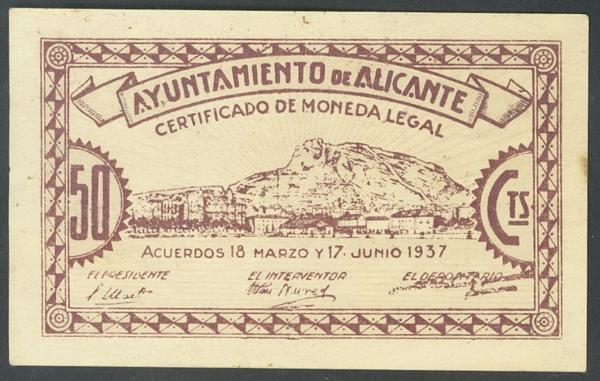 AYUNTAMIENTO DE ALICANTE
CERTIFICADO DE MONEDA LEGAL
50 CTS
ACUERDOS 18 MARZO Y 17. JUNIO 1937
EL PRESIDENTE EL INTERVENTOR EL DEPOSITARIO